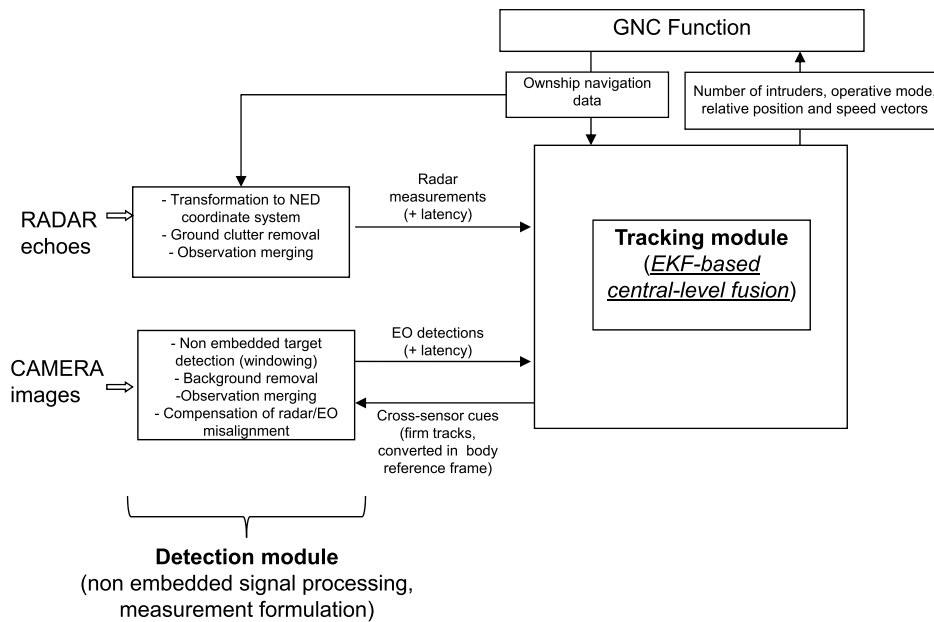 GNC Function
Ownship navigation
data
Number of intruders, operative mode,
relative position and speed vectors
RADAR
echoes
- Transformation to NED
coordinate system
- Ground clutter removal
- Observation merging
Radar
measurements
(+ latency)
Tracking module
(EKF-based
central-level fusion)
CAMERA
images
- Non embedded target
detection (windowing)
- Background removal
-Observation merging
- Compensation of radar/EO
misalignment
EO detections
(+ latency)
Cross-sensor cues
(firm tracks,
converted in body
reference frame)
Detection module
(non embedded signal processing,
measurement formulation)